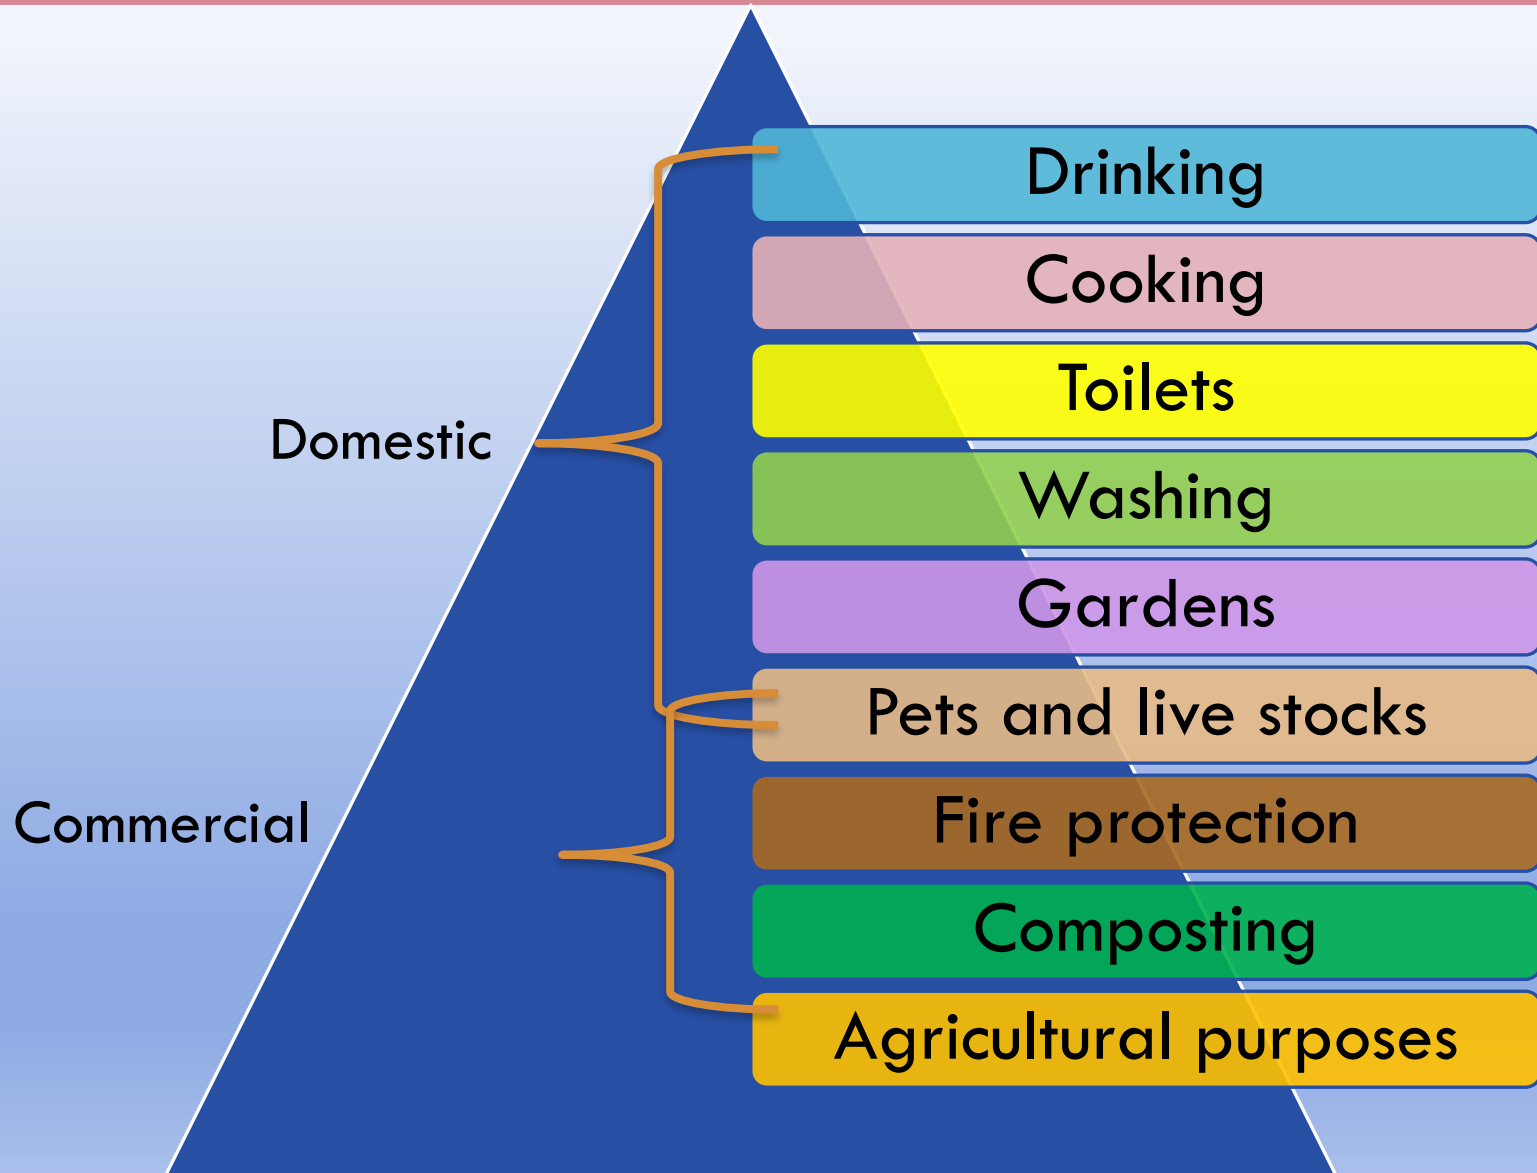 Drinking
Cooking
Toilets
Domestic
Washing
Gardens
Pets and live stocks
Commercial
Fire protection
Composting
Agricultural purposes